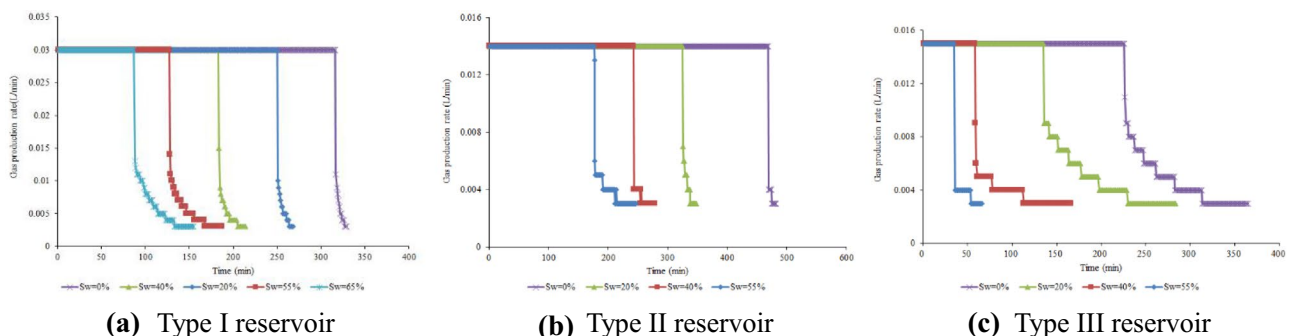 0.035
0.03
0.025
0.02
0.015
0.01
0.005
0
Gas production rate(L/min)
0 50 100 150 200 250 300 350 400
Time (min)
Sw=0% Sw=40% Sw=20% Sw=55% Sw=65%
(a) Type I reservoir
0.016
0.012
0.008
0.004
0
Gas production rate (L/min)
0 100 200 300 400 500 600
Time (min)
Sw=0% Sw=20% Sw=40% Sw=55%
(b) Type II reservoir
0.016
0.012
0.008
0.004
0
Gas production rate (L/min)
0 50 100 150 200 250 300 350 400
Time (min)
Sw=0% Sw=20% Sw=40% Sw=55%
(c) Type III reservoir